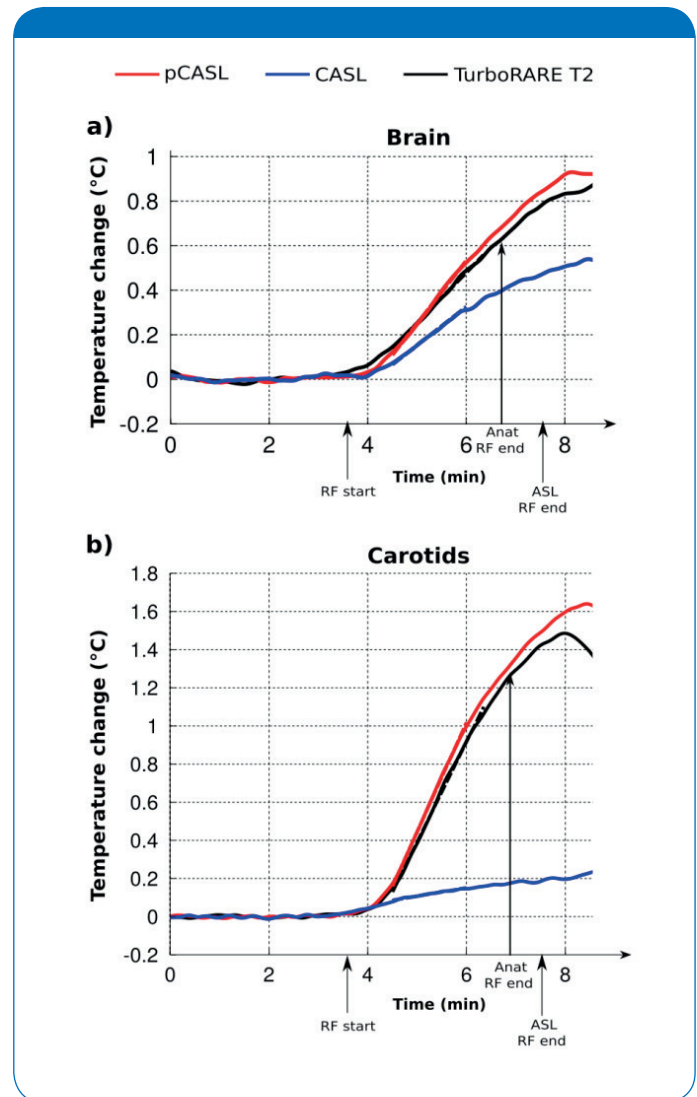 pCASL CASL TurboRARE T2
a)
Brain
Temperature change (°C)
1
0.8
0.6
0.4
0.2
0
-0.2
0 2 4 6 8
Anat
RF end
Time (min)
RF start
ASL
RF end
b)
Carotids
Temperature change (°C)
1.8
1.6
1.4
1.2
1
0.8
0.6
0.4
0.2
0
-0.2
0 2 4 6 8
Anat
RF end
Time (min)
RF start
ASL
RF end